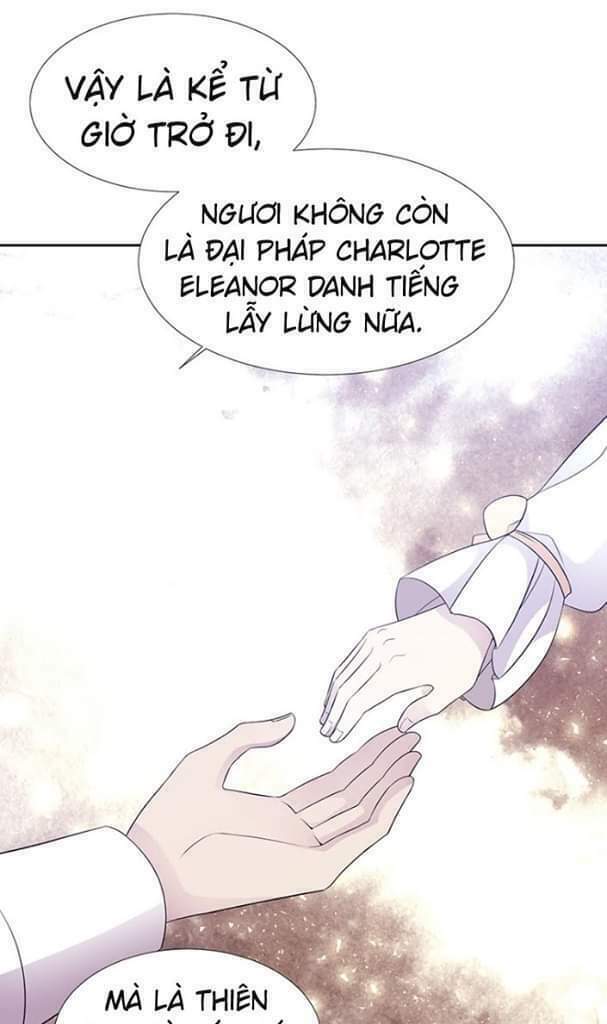 VẬY LÀ KỂ TỪ
GIỜ TRỞ ĐI,
NGƯƠI KHÔNG CÒN
LÀ ĐẠI PHÁP CHARLOTTE
ELEANOR DANH TIẾNG
LẪY LỪNG NỮA.
MÀ LÀ THIÊN